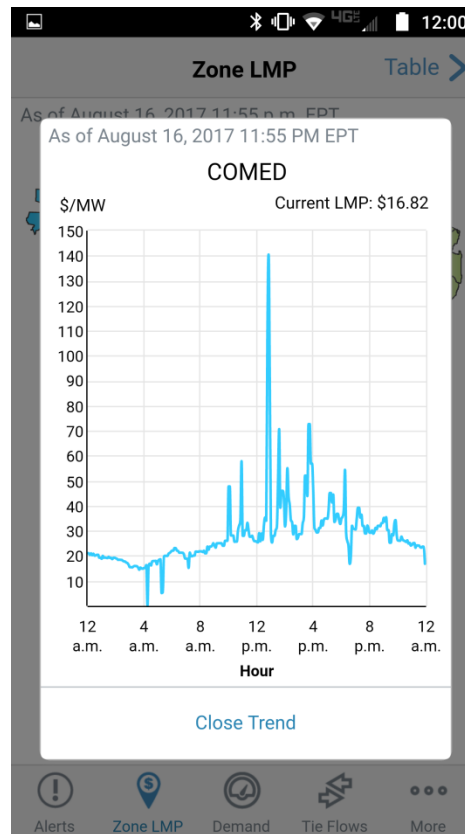 4G
12:00
Zone LMP
Table
As of August 16, 2017 11:55 p.m. EPT
As of August 16, 2017 11:55 PM EPT
COMED
$/MW
Current LMP: $16.82
150
140
130
120
110
100
90
80
70
60
50
40
30
20
10
12 4 8 12 4 8 12
a.m. a.m. a.m. p.m. p.m. p.m. a.m.
Hour
Close Trend
Alerts Zone LMP Demand Tie Flows More